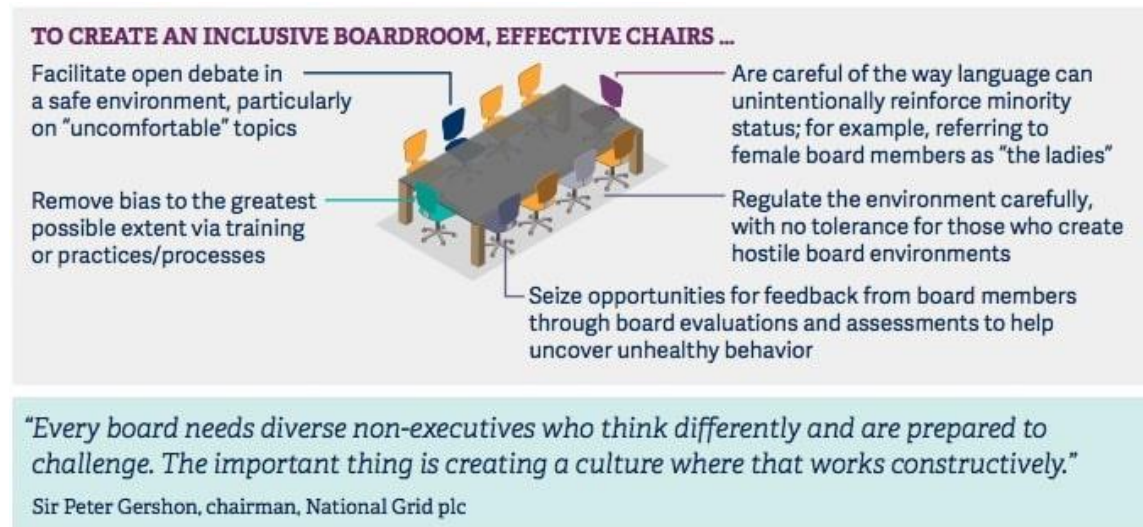 TO CREATE AN INCLUSIVE BOARDROOM, EFFECTIVE CHAIRS ...
Facilitate open debate in
a safe environment, particularly
on "uncomfortable" topics
Remove bias to the greatest
possible extent via training
or practices/processes
Are careful of the way language can
unintentionally reinforce minority
status; for example, referring to
female board members as "the ladies"
Regulate the environment carefully,
with no tolerance for those who create
hostile board environments
Seize opportunities for feedback from board members
through board evaluations and assessments to help
uncover unhealthy behavior
"Every board needs diverse non-executives who think differently and are prepared to
challenge. The important thing is creating a culture where that works constructively."
Sir Peter Gershon, chairman, National Grid plc